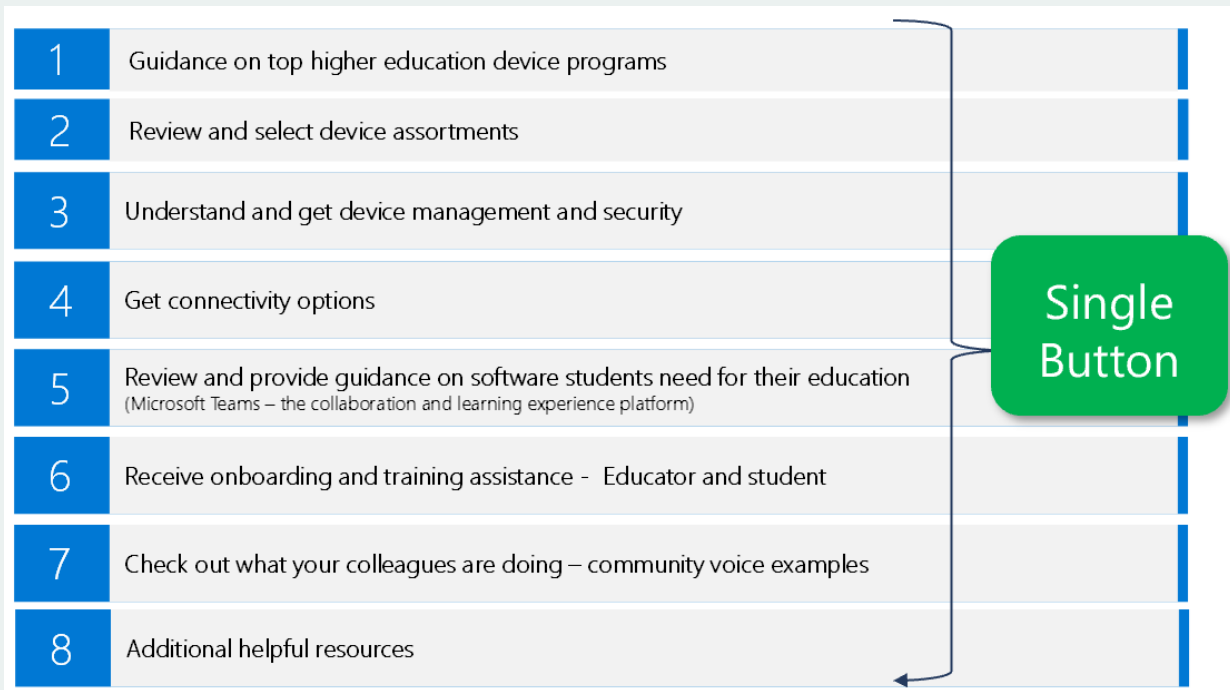 1 Guidance on top higher education device programs
2 Review and select device assortments
3 Understand and get device management and security
4 Get connectivity options
5 Review and provide guidance on software students need for their education
(Microsoft Teams – the collaboration and learning experience platform)
6 Receive onboarding and training assistance - Educator and student
7 Check out what your colleagues are doing – community voice examples
8 Additional helpful resources
Single
Button